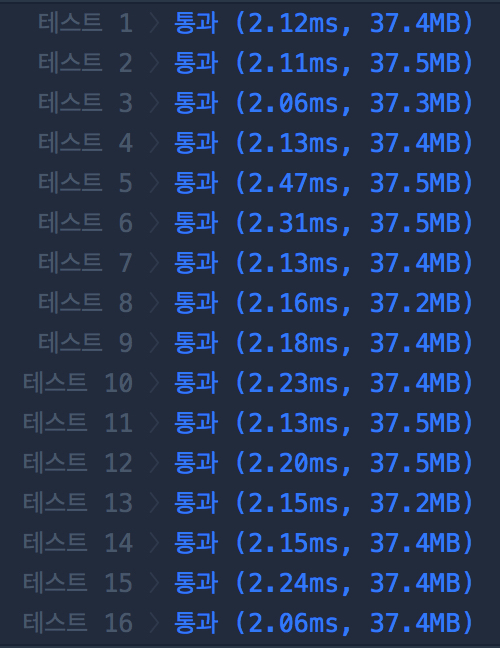 테스트 1 〉 통과 (2.12ms, 37.4MB)
테스트 2 〉 통과 (2.11ms, 37.5MB)
테스트 3 〉 통과 (2.06ms, 37.3MB)
테스트 4 〉 통과 (2.13ms, 37.4MB)
테스트 5 〉 통과 (2.47ms, 37.5MB)
테스트 6 〉 통과 (2.31ms, 37.5MB)
테스트 7 〉 통과 (2.13ms, 37.4MB)
테스트 8 〉 통과 (2.16ms, 37.2MB)
테스트 9 〉 통과 (2.18ms, 37.4MB)
테스트 10 〉 통과 (2.23ms, 37.4MB)
테스트 11 〉 통과 (2.13ms, 37.5MB)
테스트 12 〉 통과 (2.20ms, 37.5MB)
테스트 13 〉 통과 (2.15ms, 37.2MB)
테스트 14 〉 통과 (2.15ms, 37.4MB)
테스트 15 〉 통과 (2.24ms, 37.4MB)
테스트 16 〉 통과 (2.06ms, 37.4MB)